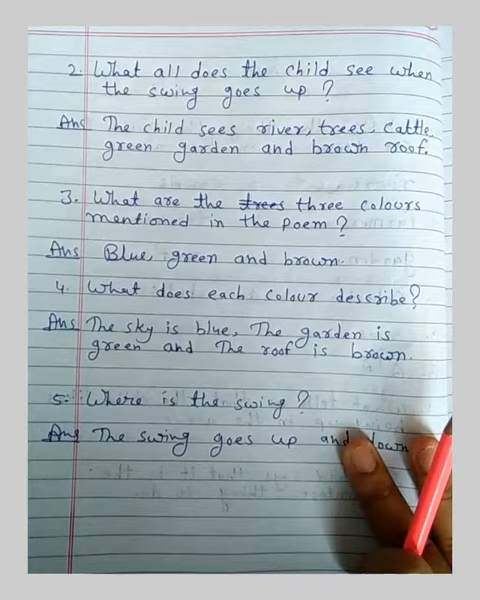 2. What all does the child see when
the swing goes up?
Ans The child sees river, trees, cattle
green garden and brown roof.
3. What are the trees three colours
mentioned in the poem?
Ans Blue, green and brown.
4. What does each colour describe?
Ans The sky is blue, The garden is
green and The roof is brown.
5. Where is the swing?
Ans The swing goes up and down